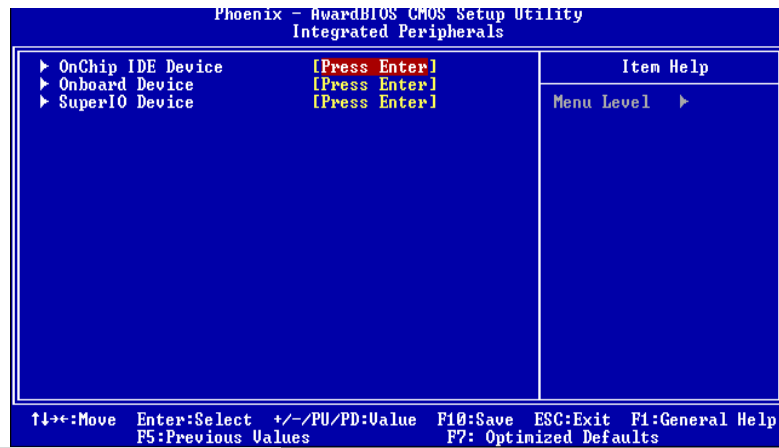 Phoenix - AwardBIOS CMOS Setup Utility
Integrated Peripherals
▶ OnChip IDE Device [Press Enter]
▶ Onboard Device [Press Enter]
▶ SuperIO Device [Press Enter]
Item Help
Menu Level ▶
↑↓→←:Move Enter:Select +/-/PU/PD:Value F10:Save ESC:Exit F1:General Help
F5:Previous Values F7: Optimized Defaults